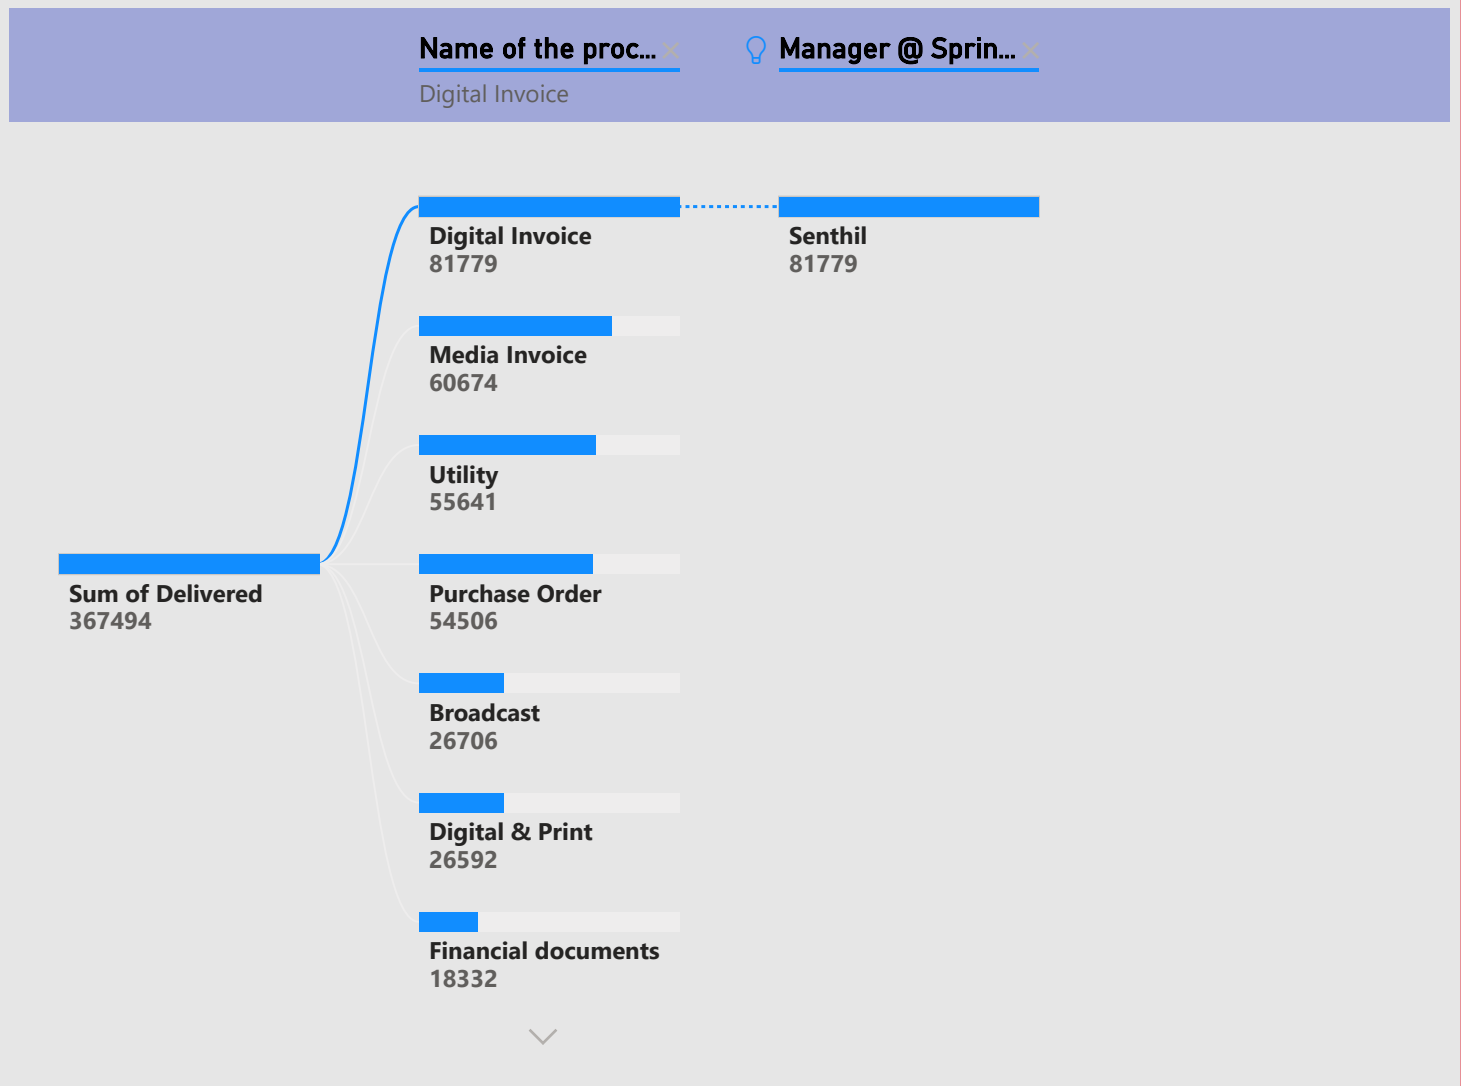 Name of the proc...
Manager @ Sprin...
Digital Invoice
Digital Invoice
81779
Senthil
81779
Media Invoice
60674
Utility
55641
Sum of Delivered
367494
Purchase Order
54506
Broadcast
26706
Digital & Print
26592
Financial documents
18332